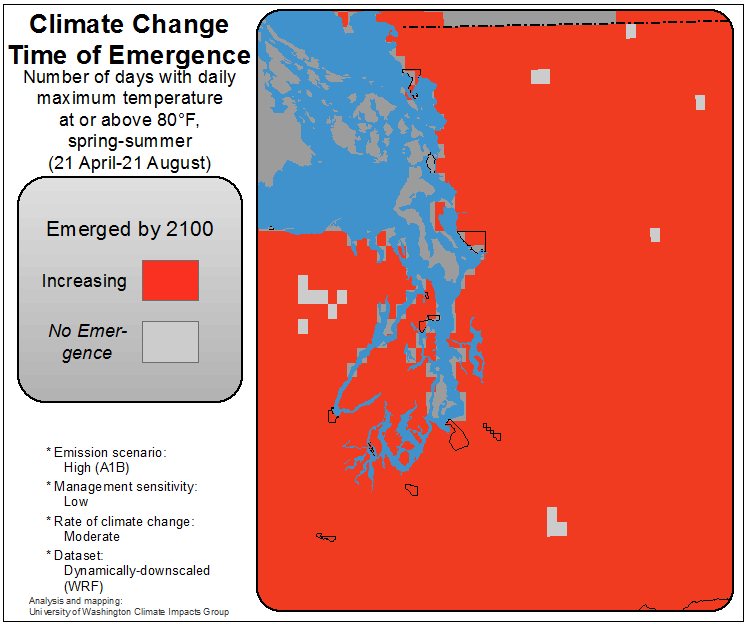 Climate Change
Time of Emergence
Number of days with daily
maximum temperature
at or above 80°F,
spring-summer
(21 April-21 August)
Emerged by 2100
Increasing
No Emer-
gence
* Emission scenario:
High (A1B)
* Management sensitivity:
Low
* Rate of climate change:
Moderate
* Dataset:
Dynamically-downscaled
(WRF)
Analysis and mapping:
University of Washington Climate Impacts Group